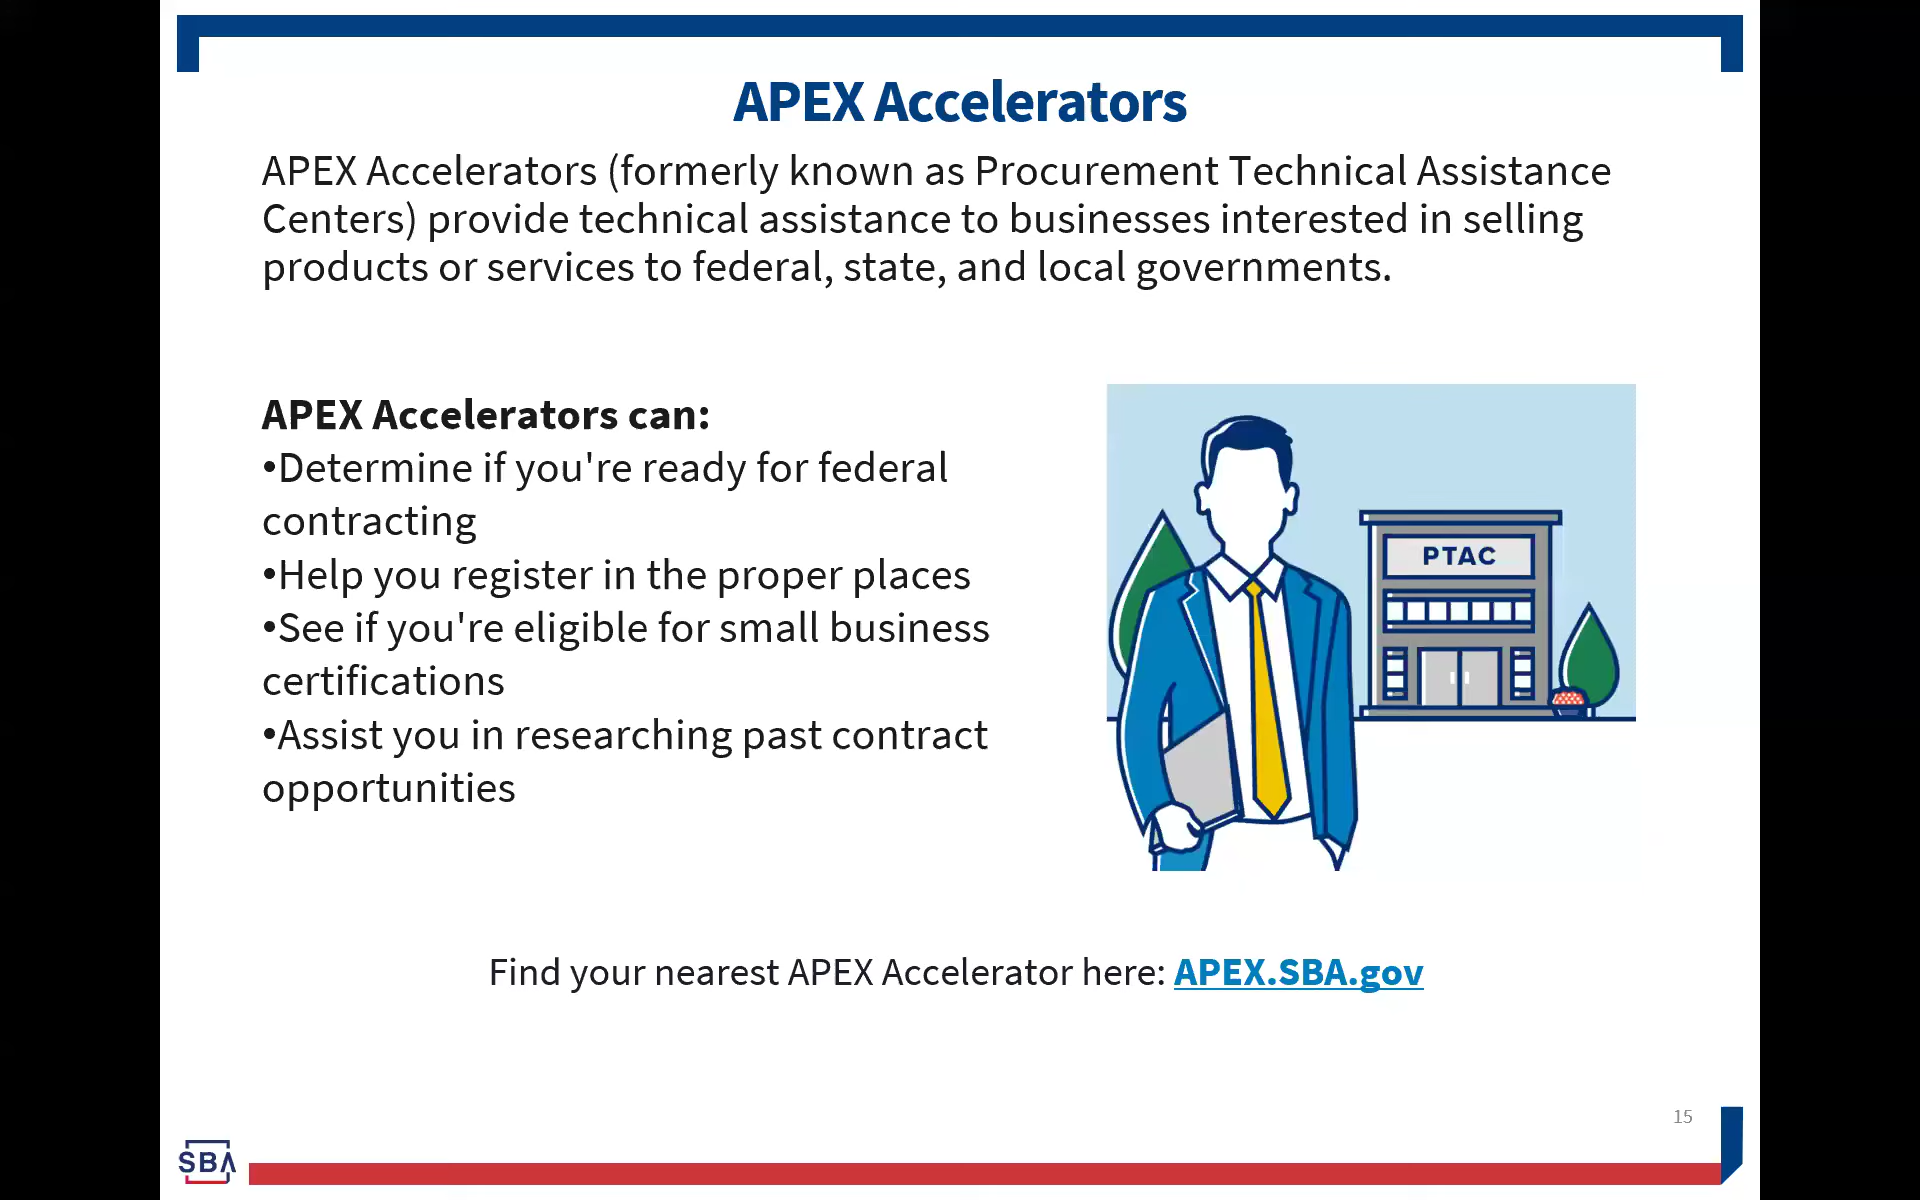 APEX Accelerators
APEX Accelerators (formerly known as Procurement Technical Assistance
Centers) provide technical assistance to businesses interested in selling
products or services to federal, state, and local governments.
APEX Accelerators can:
•Determine if you're ready for federal
contracting
•Help you register in the proper places
•See if you're eligible for small business
certifications
•Assist you in researching past contract
opportunities
PTAC
Find your nearest APEX Accelerator here: APEX.SBA.gov
15
SBA